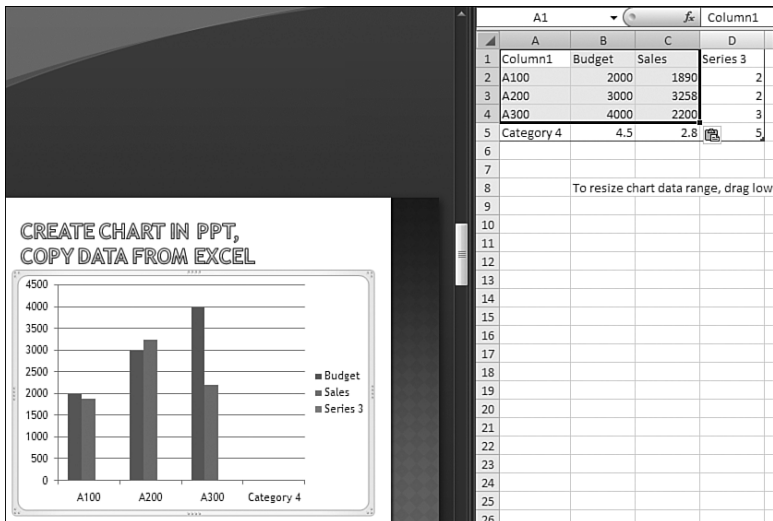 A1 fx Column1
A B C D
1 Column1 Budget Sales Series 3
2 A100 2000 1890 2
3 A200 3000 3258 2
4 A300 4000 2200 3
5 Category 4 4.5 2.8 5
6
7
8 To resize chart data range, drag low
9
10
11
12
13
14
15
16
17
18
19
20
21
22
23
24
25
26
CREATE CHART IN PPT,
COPY DATA FROM EXCEL
4500
4000
3500
3000
2500
2000
1500
1000
500
0
Budget
Sales
Series 3
A100 A200 A300 Category 4